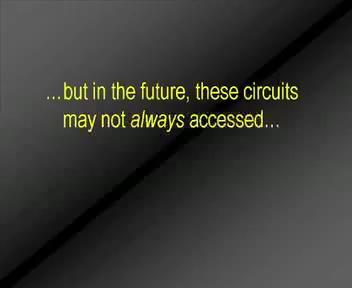 …but in the future, these circuits
may not always accessed…